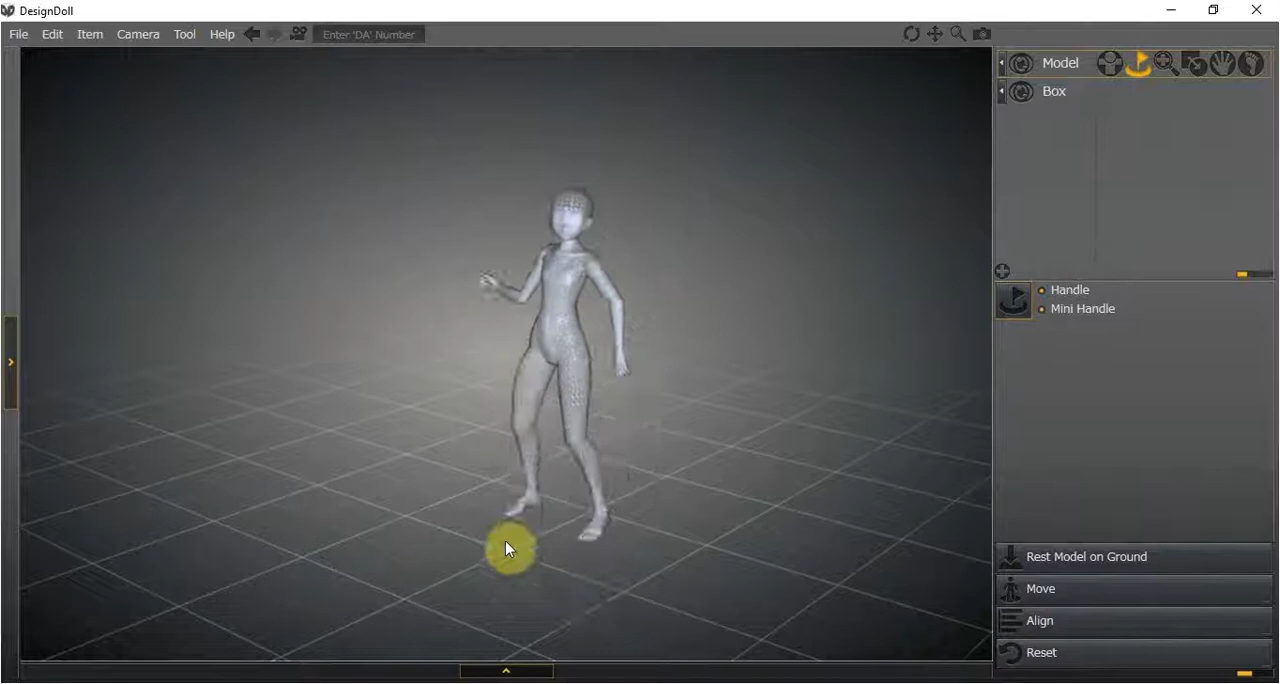 DesignDoll
File Edit Item Camera Tool Help Enter 'DA' Number
Model
Box
Handle
Mini Handle
Rest Model on Ground
Move
Align
Reset